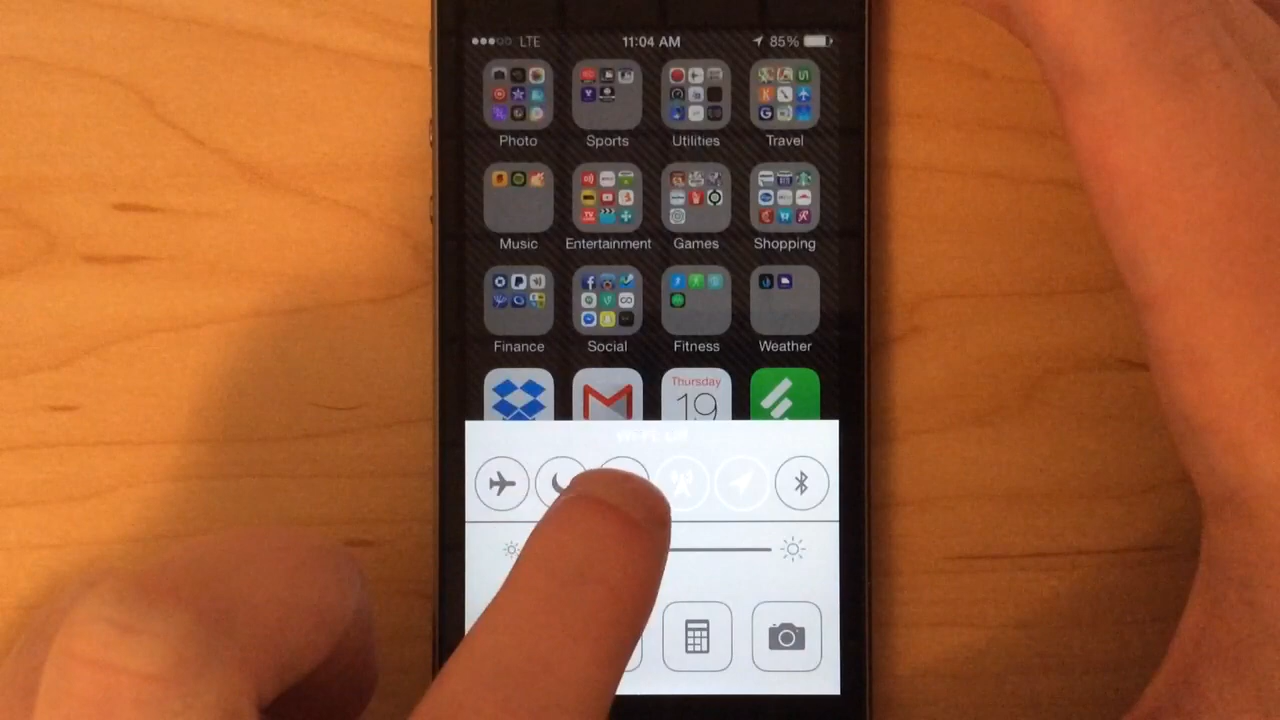 LTE 11:04 AM 85%
Photo Sports Utilities Travel
Music Entertainment Games Shopping
Finance Social Fitness Weather
Thursday
19